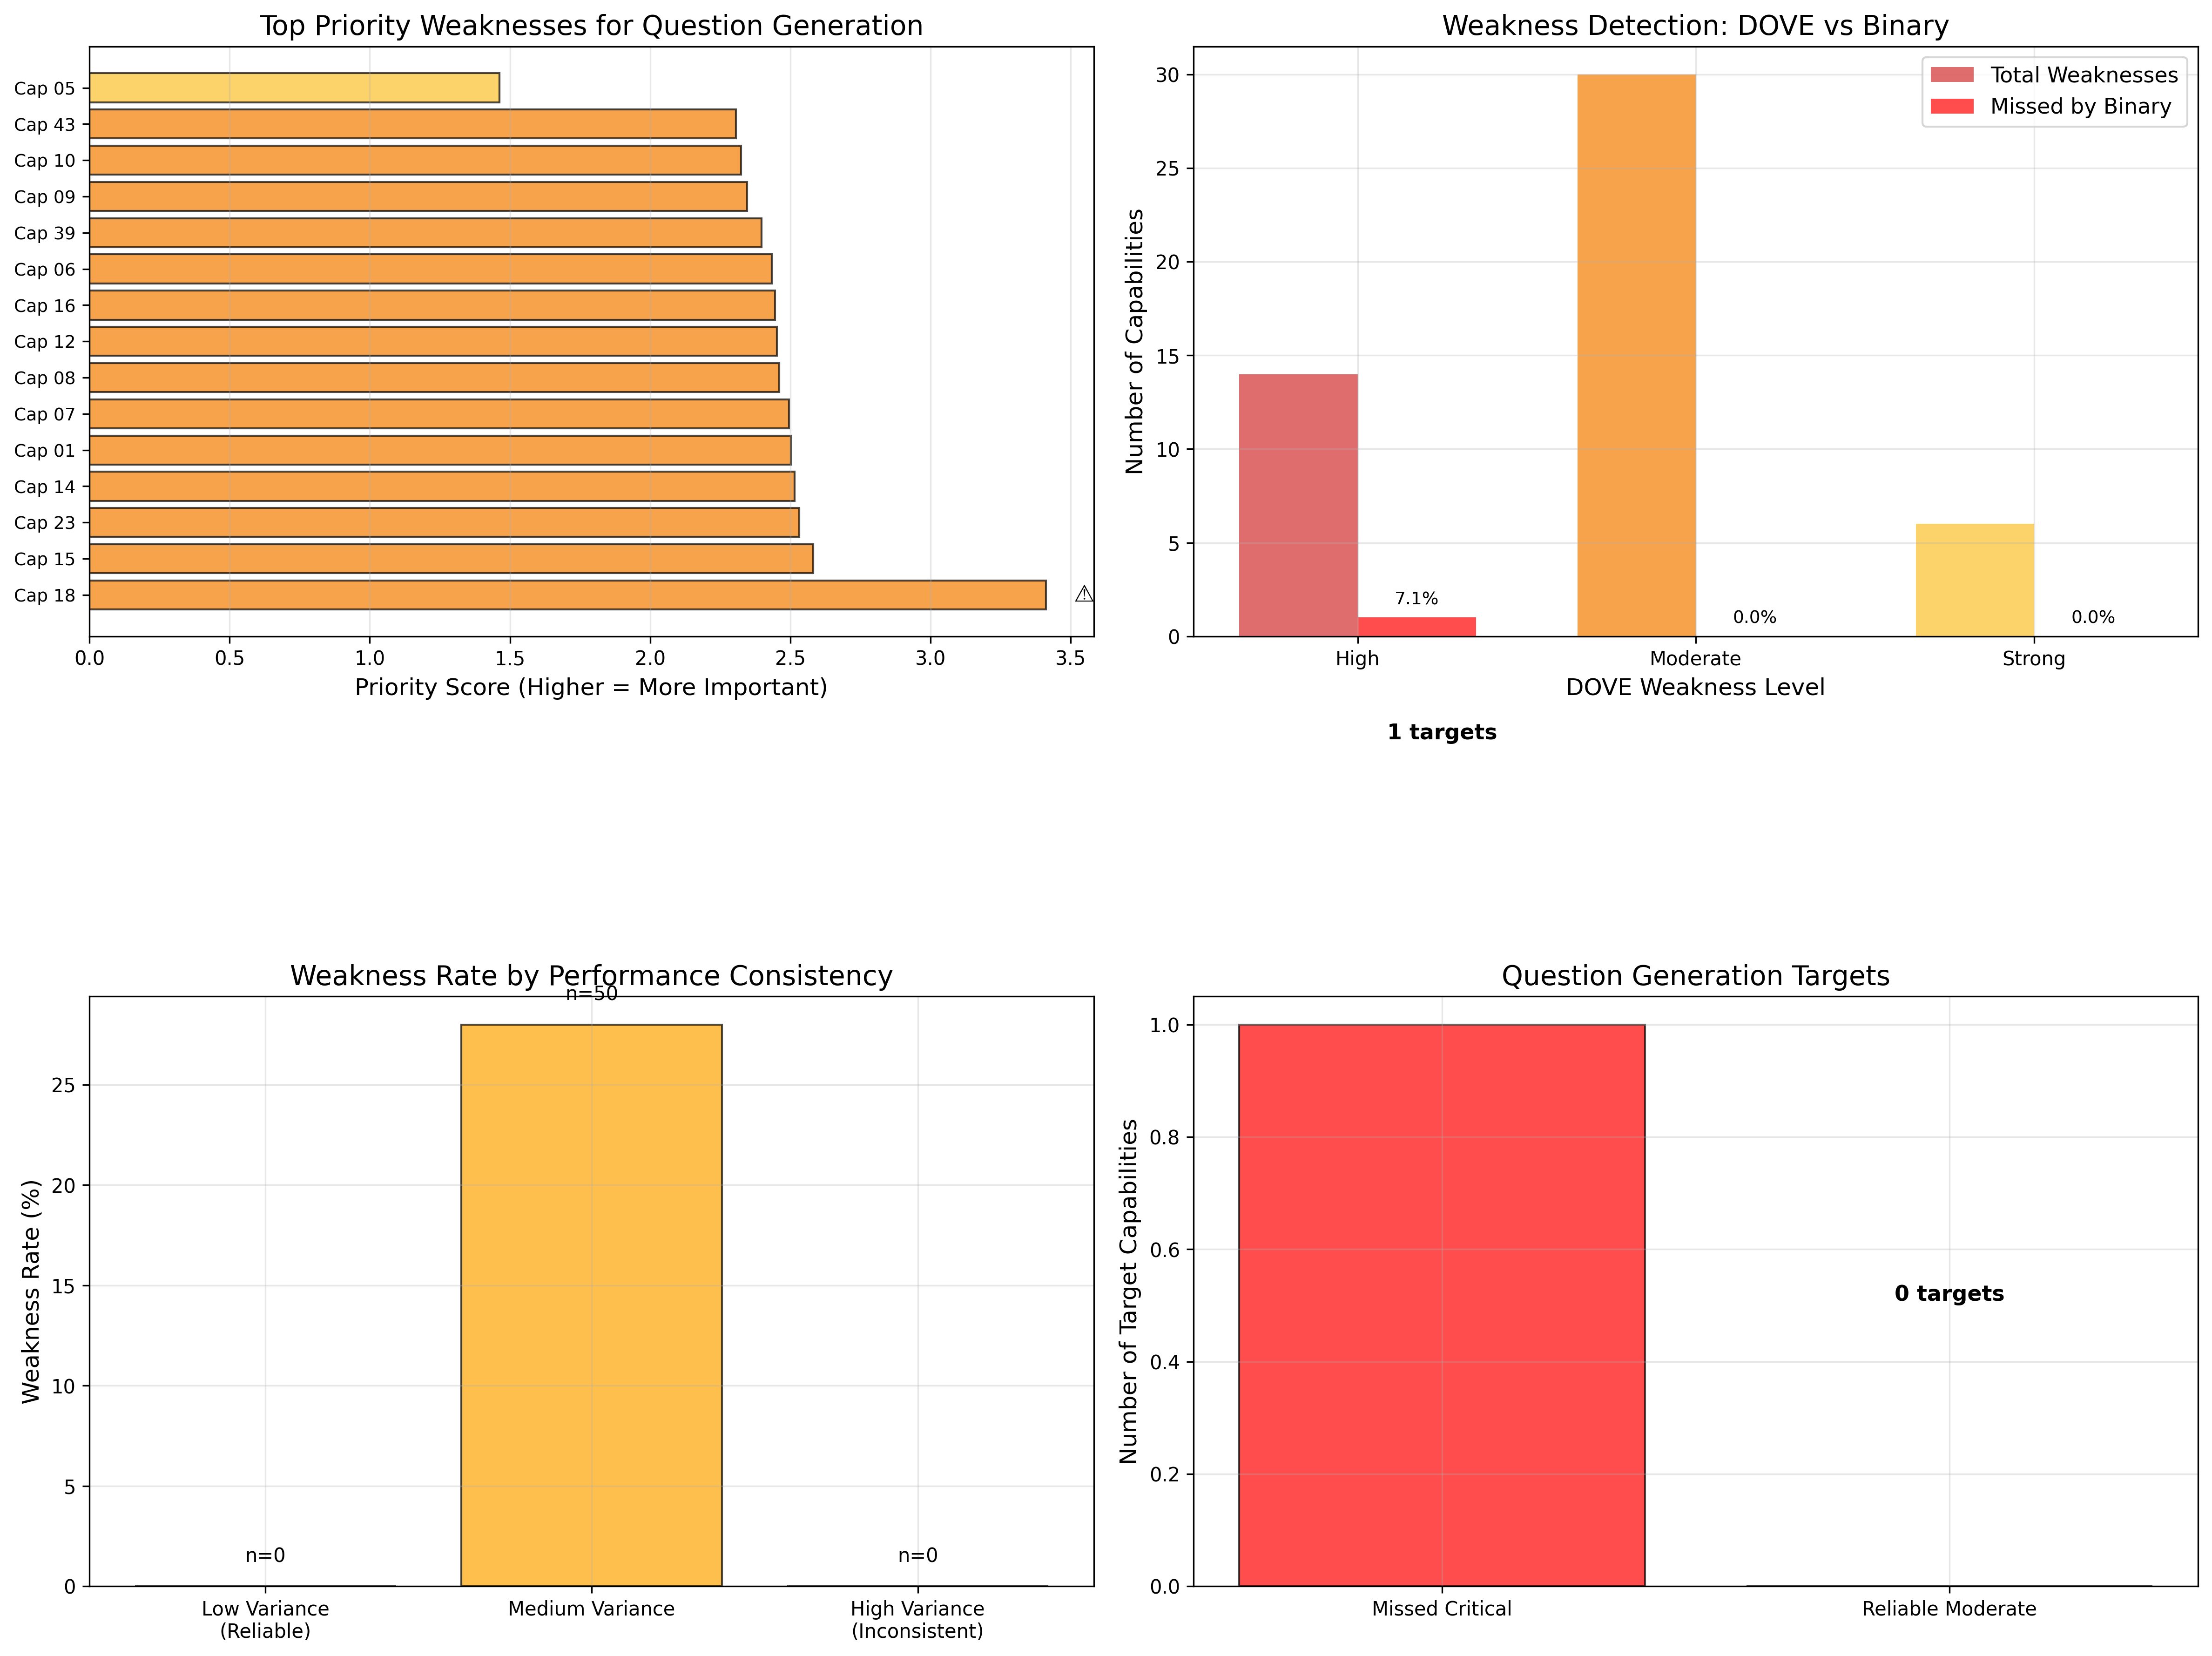 Top Priority Weaknesses for Question Generation
Cap 05
Cap 43
Cap 10
Cap 09
Cap 39
Cap 06
Cap 16
Cap 12
Cap 08
Cap 07
Cap 01
Cap 14
Cap 23
Cap 15
Cap 18
⚠
0.0 0.5 1.0 1.5 2.0 2.5 3.0 3.5
Priority Score (Higher = More Important)
Weakness Detection: DOVE vs Binary
Total Weaknesses
Missed by Binary
Number of Capabilities
30
25
20
15
10
5
0
7.1%
0.0%
0.0%
High Moderate Strong
DOVE Weakness Level
1 targets
Weakness Rate by Performance Consistency
n=50
Weakness Rate (%)
25
20
15
10
5
0
n=0
n=0
Low Variance
(Reliable)
Medium Variance
High Variance
(Inconsistent)
Question Generation Targets
Number of Target Capabilities
1.0
0.8
0.6
0.4
0.2
0.0
0 targets
Missed Critical
Reliable Moderate